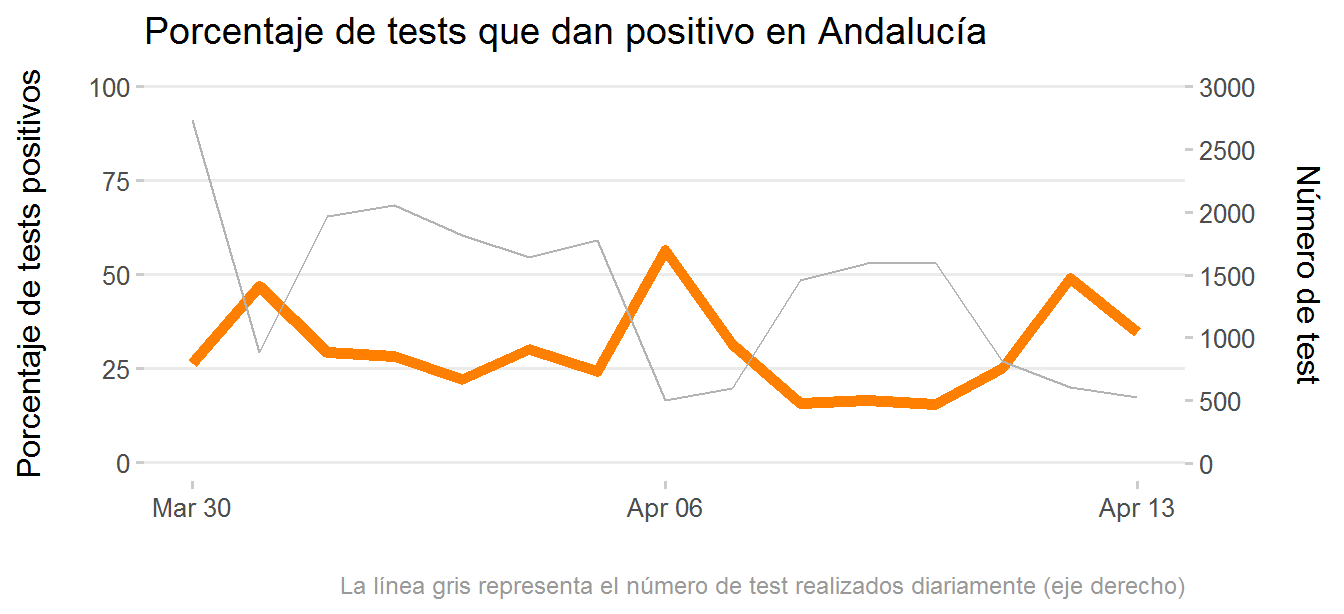 Porcentaje de tests que dan positivo en Andalucía
Porcentaje de tests positivos
100
75
50
25
0
3000
2500
2000
1500
1000
500
0
Número de test
Mar 30
Apr 06
Apr 13
La línea gris representa el número de test realizados diariamente (eje derecho)